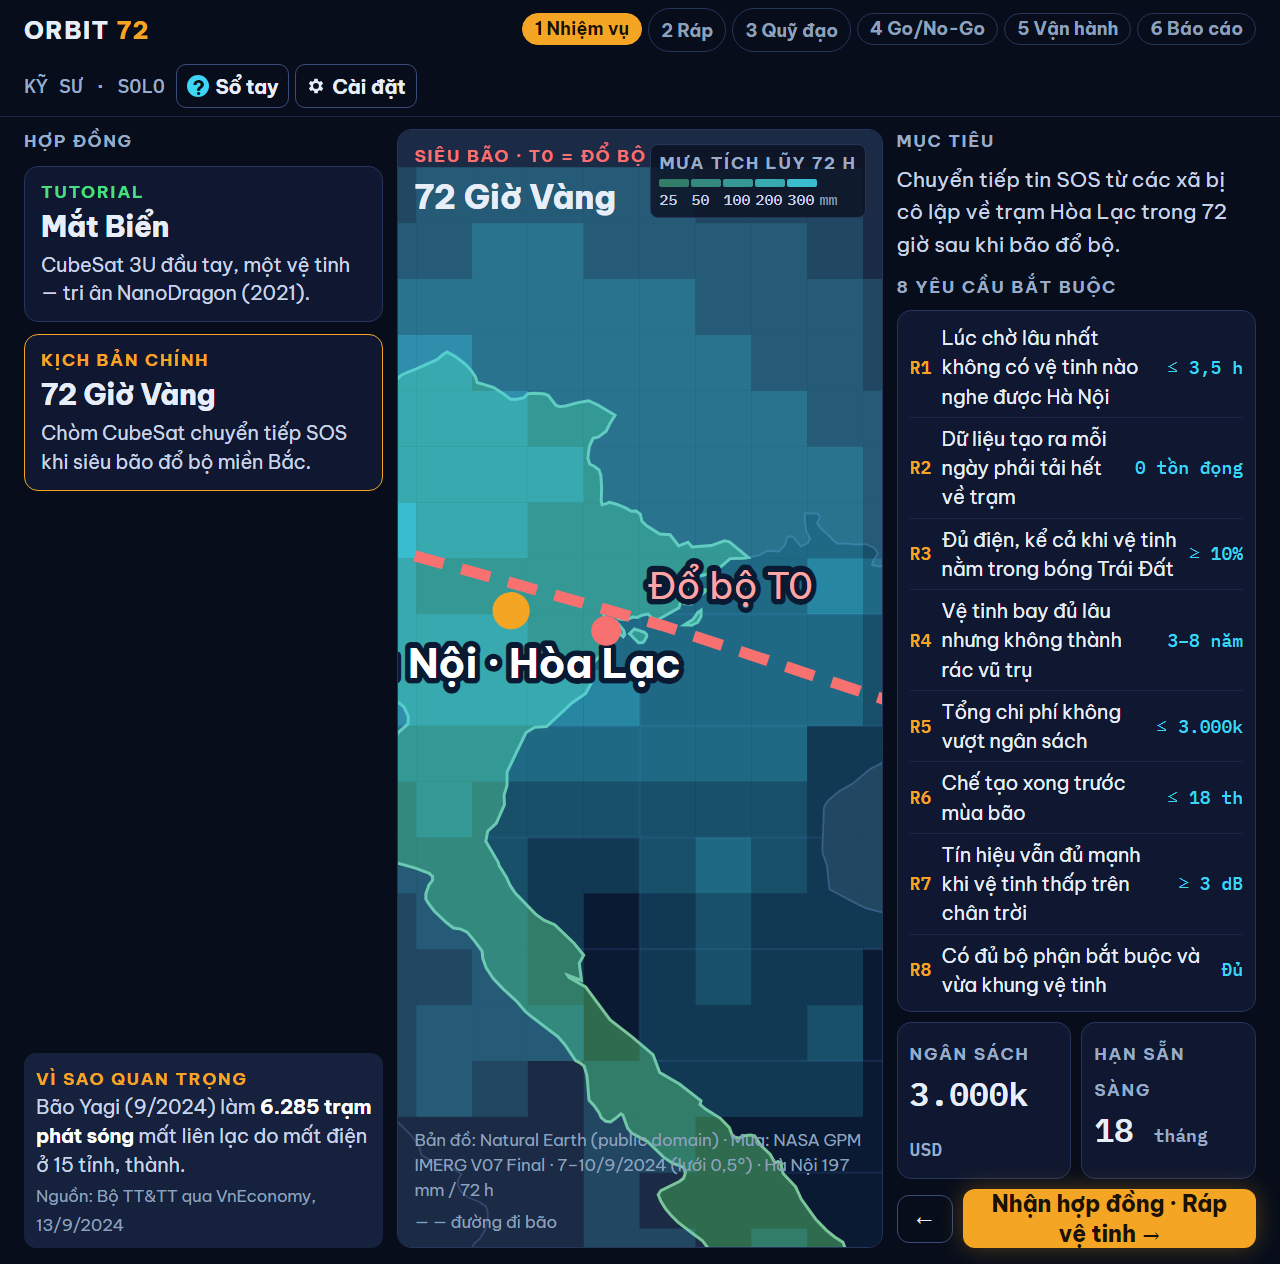 ORBIT 72
1 Nhiệm vụ
2 Ráp
3 Quỹ đạo
4 Go/No-Go
5 Vận hành
6 Báo cáo
KỸ SƯ · SOLO
? Sổ tay
Cài đặt
HỢP ĐỒNG
TUTORIAL
Mắt Biển
CubeSat 3U đầu tay, một vệ tinh
— tri ân NanoDragon (2021).
KỊCH BẢN CHÍNH
72 Giờ Vàng
Chòm CubeSat chuyển tiếp SOS
khi siêu bão đổ bộ miền Bắc.
VÌ SAO QUAN TRỌNG
Bão Yagi (9/2024) làm 6.285 trạm
phát sóng mất liên lạc do mất điện
ở 15 tỉnh, thành.
Nguồn: Bộ TT&TT qua VnEconomy,
13/9/2024
SIÊU BÃO · T0 = ĐỔ BỘ
72 Giờ Vàng
MƯA TÍCH LŨY 72 H
25 50 100 200 300 mm
Đổ bộ T0
Nội · Hòa Lạc
Bản đồ: Natural Earth (public domain) · Mưa: NASA GPM
IMERG V07 Final · 7–10/9/2024 (lưới 0,5°) · Hà Nội 197
mm / 72 h
— — đường đi bão
MỤC TIÊU
Chuyển tiếp tin SOS từ các xã bị
cô lập về trạm Hòa Lạc trong 72
giờ sau khi bão đổ bộ.
8 YÊU CẦU BẮT BUỘC
R1 Lúc chờ lâu nhất
không có vệ tinh nào
nghe được Hà Nội
≤ 3,5 h
R2 Dữ liệu tạo ra mỗi
ngày phải tải hết
về trạm
0 tồn đọng
R3 Đủ điện, kể cả khi vệ tinh
nằm trong bóng Trái Đất
≥ 10%
R4 Vệ tinh bay đủ lâu
nhưng không thành
rác vũ trụ
3–8 năm
R5 Tổng chi phí không
vượt ngân sách
≤ 3.000k
R6 Chế tạo xong trước
mùa bão
≤ 18 th
R7 Tín hiệu vẫn đủ mạnh
khi vệ tinh thấp trên
chân trời
≥ 3 dB
R8 Có đủ bộ phận bắt buộc và
vừa khung vệ tinh
Đủ
NGÂN SÁCH
3.000k
USD
HẠN SẴN
SÀNG
18 tháng
←
Nhận hợp đồng · Ráp
vệ tinh →